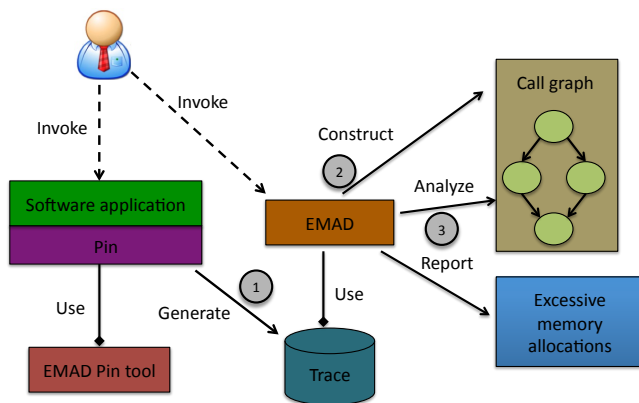 Invoke
Invoke
Call graph
Construct
2
Software application
Pin
EMAD
Analyze
3
Report
Use
Generate
1
Use
Excessive
memory
allocations
EMAD Pin tool
Trace